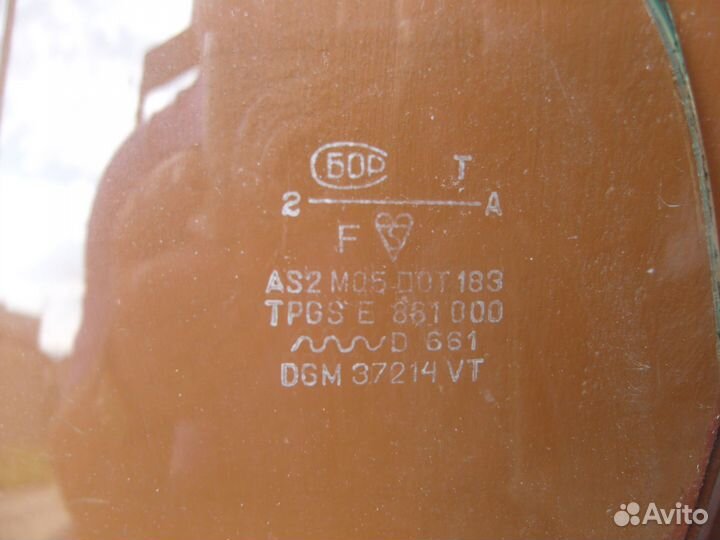 БОР T
2 A
F
AS2 M05 DOT 183
TPGS E 861 000
D 661
DGM 37214 VT
Avito